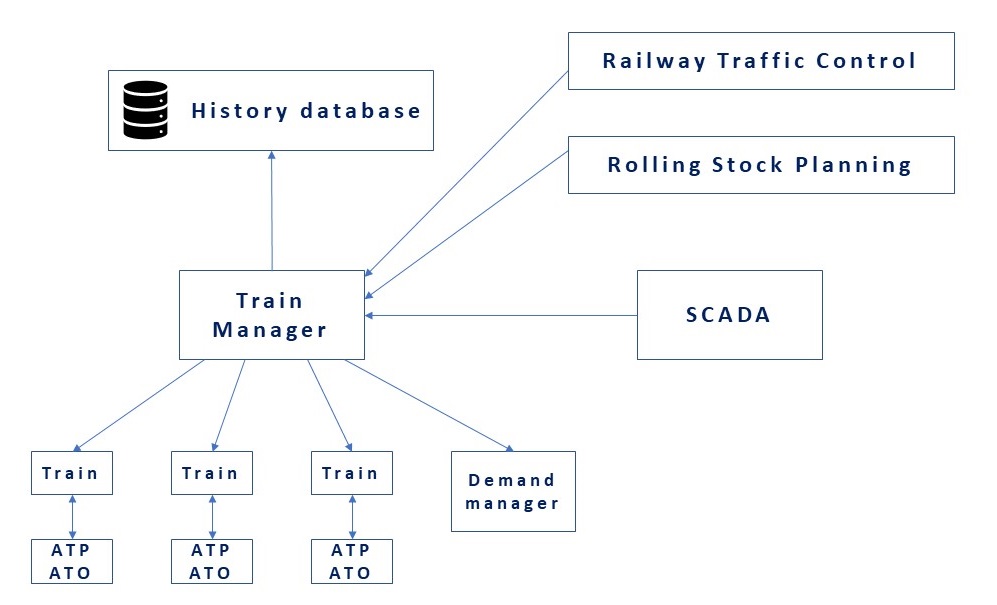 Railway Traffic Control
History database
Rolling Stock Planning
Train
Manager
SCADA
Train
Train
Train
Demand
manager
ATP
ATO
ATP
ATO
ATP
ATO